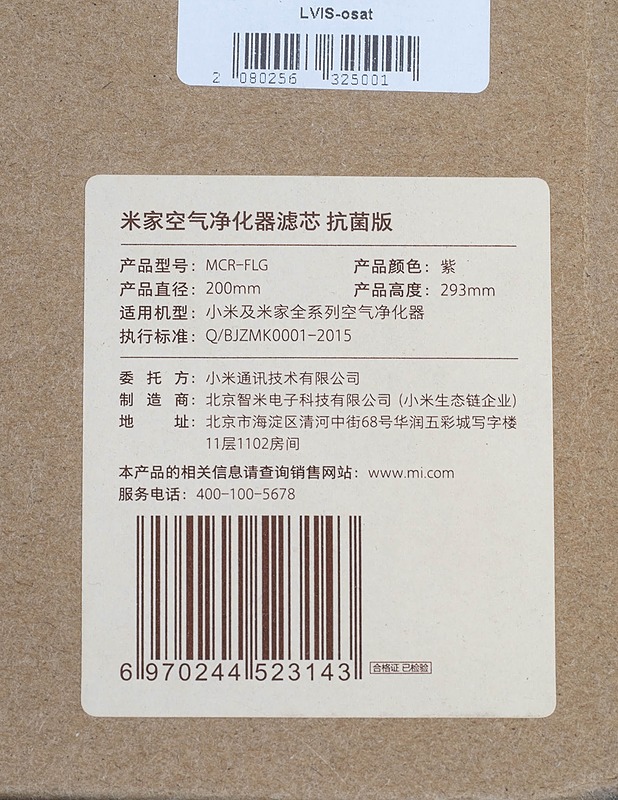 LVIS-osat
2 080256 325001
米家空气净化器滤芯 抗菌版
产品型号：MCR-FLG 产品颜色：紫
产品直径：200mm 产品高度：293mm
适用机型：小米及米家全系列空气净化器
执行标准：Q/BJZMK0001-2015
委 托 方：小米通讯技术有限公司
制 造 商：北京智米电子科技有限公司（小米生态链企业）
地 址：北京市海淀区清河中街68号华润五彩城写字楼
11层1102房间
本产品的相关信息请查询销售网站：www.mi.com
服务电话：400-100-5678
6 970244 523143 合格证 已检验